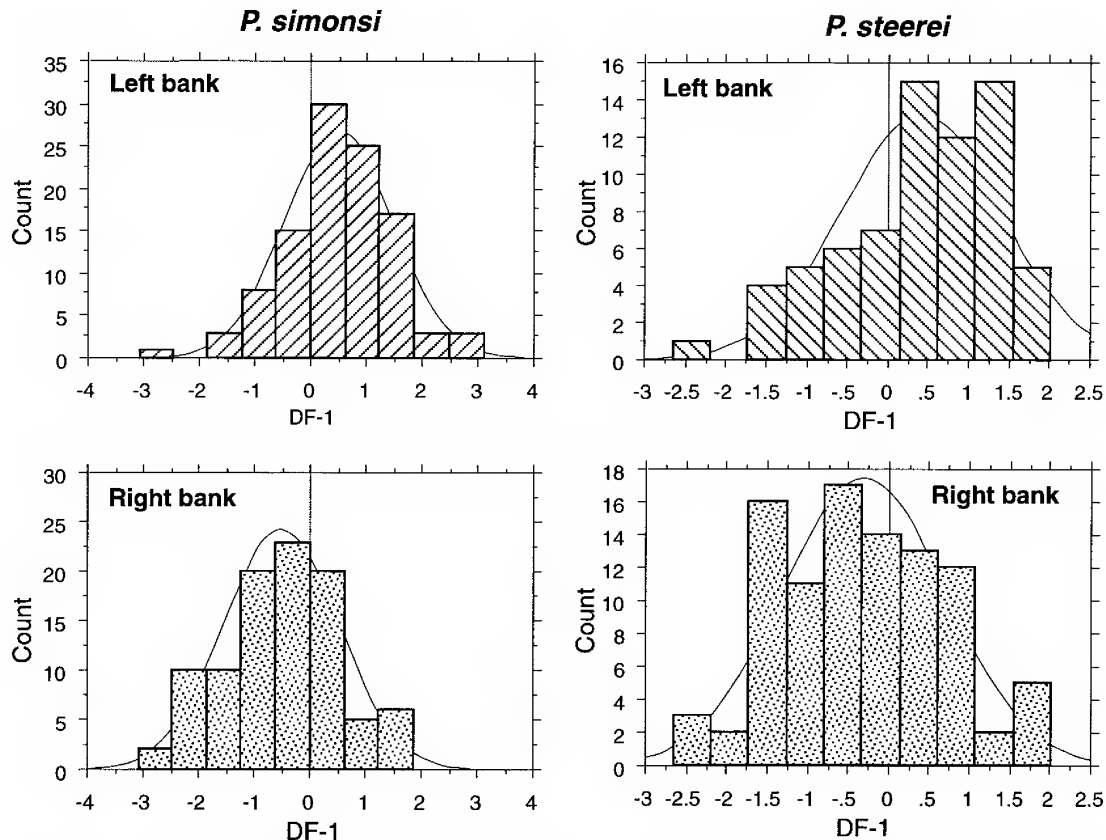 P. simonsi
P. steerei
Left bank
35
30
25
20
15
10
5
0
Count
-4 -3 -2 -1 0 1 2 3 4
DF-1
Left bank
16
14
12
10
8
6
4
2
0
Count
-3 -2.5 -2 -1.5 -1 -.5 0 .5 1 1.5 2 2.5
DF-1
Right bank
30
25
20
15
10
5
0
Count
-4 -3 -2 -1 0 1 2 3 4
DF-1
Right bank
18
16
14
12
10
8
6
4
2
0
Count
-3 -2.5 -2 -1.5 -1 -.5 0 .5 1 1.5 2 2.5
DF-1